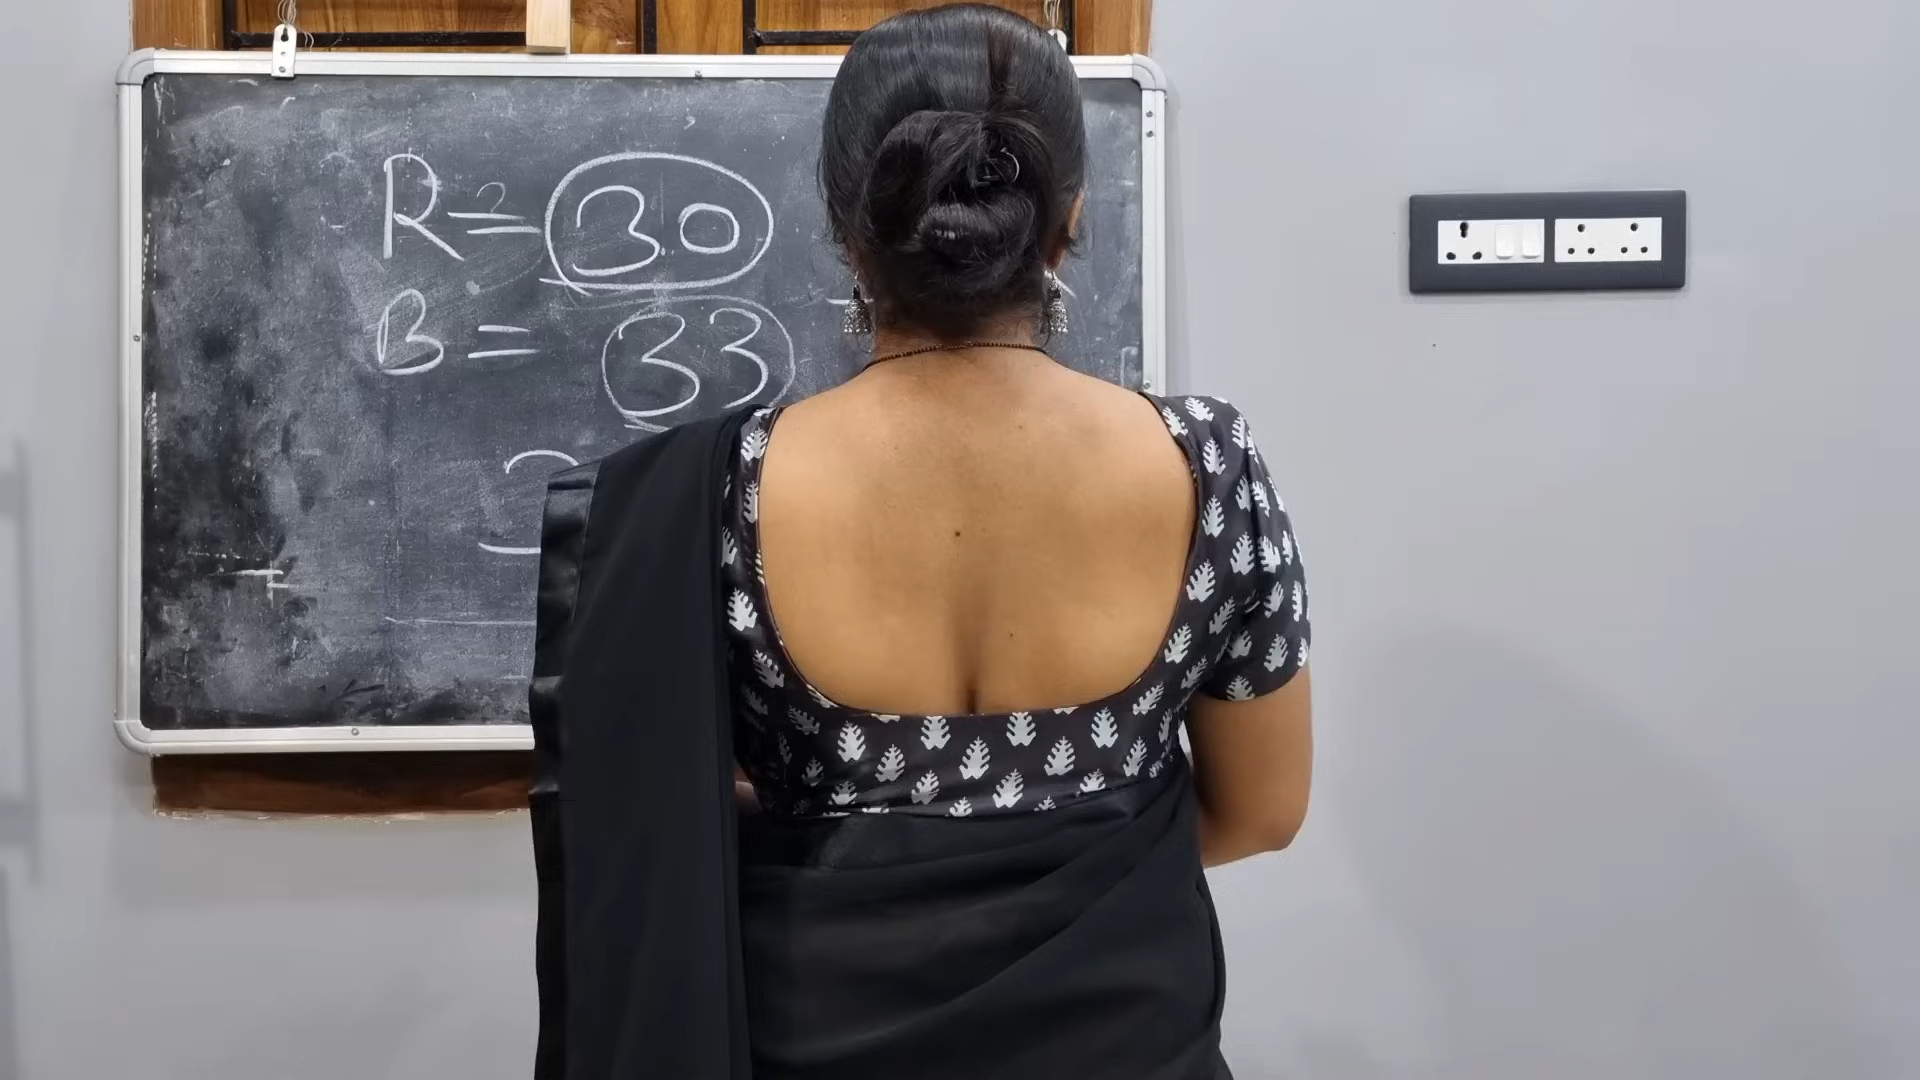 R = 30
B = 33